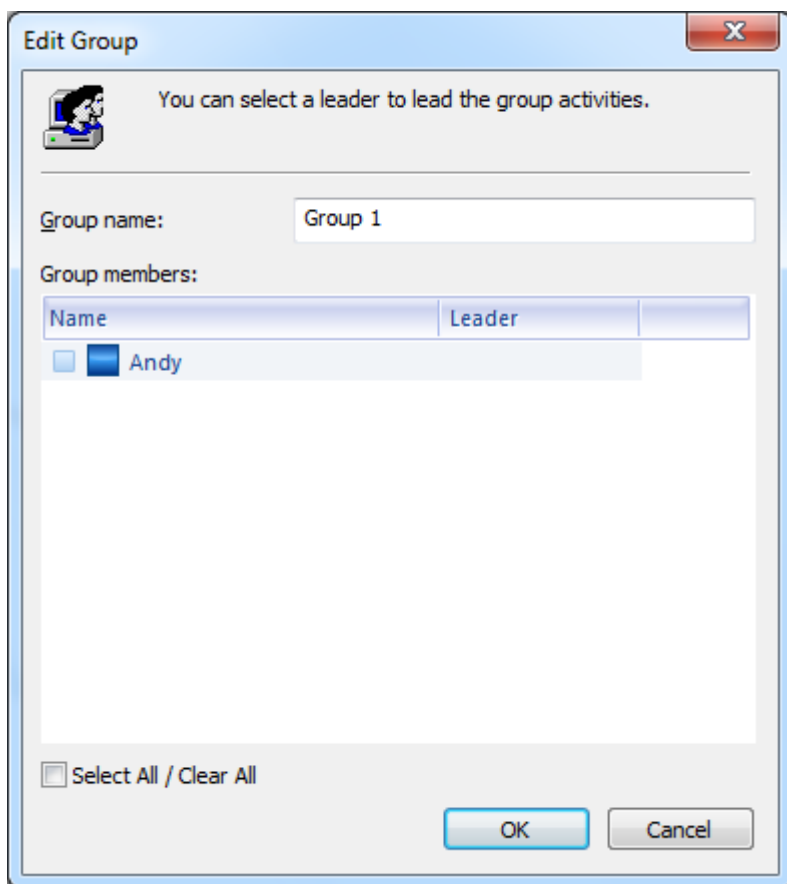 Edit Group
You can select a leader to lead the group activities.
Group name: Group 1
Group members:
Name Leader
Andy
Select All / Clear All
OK Cancel